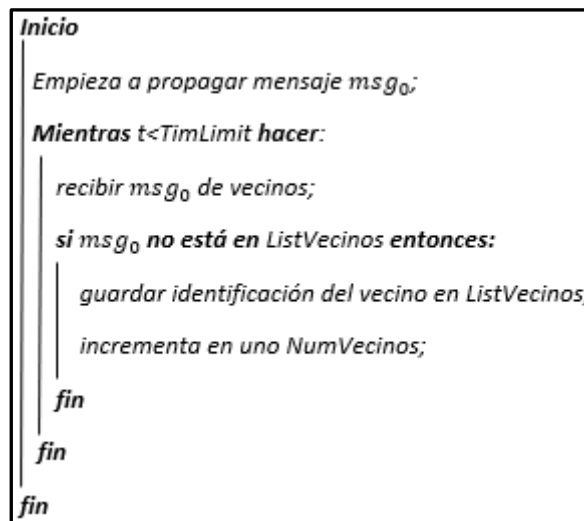 Inicio
Empieza a propagar mensaje msg₀;
Mientras t<TimLimit hacer:
recibir msg₀ de vecinos;
si msg₀ no está en ListVecinos entonces:
guardar identificación del vecino en ListVecinos;
incrementa en uno NumVecinos;
fin
fin
fin